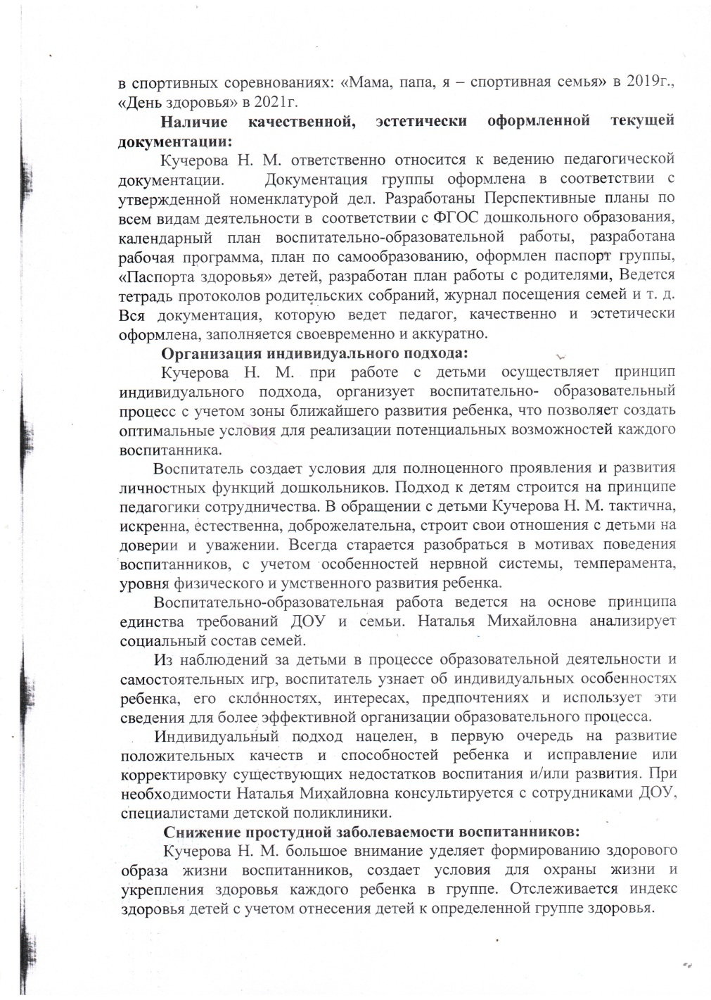 в спортивных соревнованиях: «Мама, папа, я – спортивная семья» в 2019г.,
«День здоровья» в 2021г.
Наличие качественной, эстетически оформленной текущей
документации:
Кучерова Н. М. ответственно относится к ведению педагогической
документации. Документация группы оформлена в соответствии с
утвержденной номенклатурой дел. Разработаны Перспективные планы по
всем видам деятельности в соответствии с ФГОС дошкольного образования,
календарный план воспитательно-образовательной работы, разработана
рабочая программа, план по самообразованию, оформлен паспорт группы,
«Паспорта здоровья» детей, разработан план работы с родителями, Ведется
тетрадь протоколов родительских собраний, журнал посещения семей и т. д.
Вся документация, которую ведет педагог, качественно и эстетически
оформлена, заполняется своевременно и аккуратно.
Организация индивидуального подхода:
Кучерова Н. М. при работе с детьми осуществляет принцип
индивидуального подхода, организует воспитательно- образовательный
процесс с учетом зоны ближайшего развития ребенка, что позволяет создать
оптимальные условия для реализации потенциальных возможностей каждого
воспитанника.
Воспитатель создает условия для полноценного проявления и развития
личностных функций дошкольников. Подход к детям строится на принципе
педагогики сотрудничества. В обращении с детьми Кучерова Н. М. тактична,
искренна, естественна, доброжелательна, строит свои отношения с детьми на
доверии и уважении. Всегда старается разобраться в мотивах поведения
воспитанников, с учетом особенностей нервной системы, темперамента,
уровня физического и умственного развития ребенка.
Воспитательно-образовательная работа ведется на основе принципа
единства требований ДОУ и семьи. Наталья Михайловна анализирует
социальный состав семей.
Из наблюдений за детьми в процессе образовательной деятельности и
самостоятельных игр, воспитатель узнает об индивидуальных особенностях
ребенка, его склонностях, интересах, предпочтениях и использует эти
сведения для более эффективной организации образовательного процесса.
Индивидуальный подход нацелен, в первую очередь на развитие
положительных качеств и способностей ребенка и исправление или
корректировку существующих недостатков воспитания и/или развития. При
необходимости Наталья Михайловна консультируется с сотрудниками ДОУ,
специалистами детской поликлиники.
Снижение простудной заболеваемости воспитанников:
Кучерова Н. М. большое внимание уделяет формированию здорового
образа жизни воспитанников, создает условия для охраны жизни и
укрепления здоровья каждого ребенка в группе. Отслеживается индекс
здоровья детей с учетом отнесения детей к определенной группе здоровья.